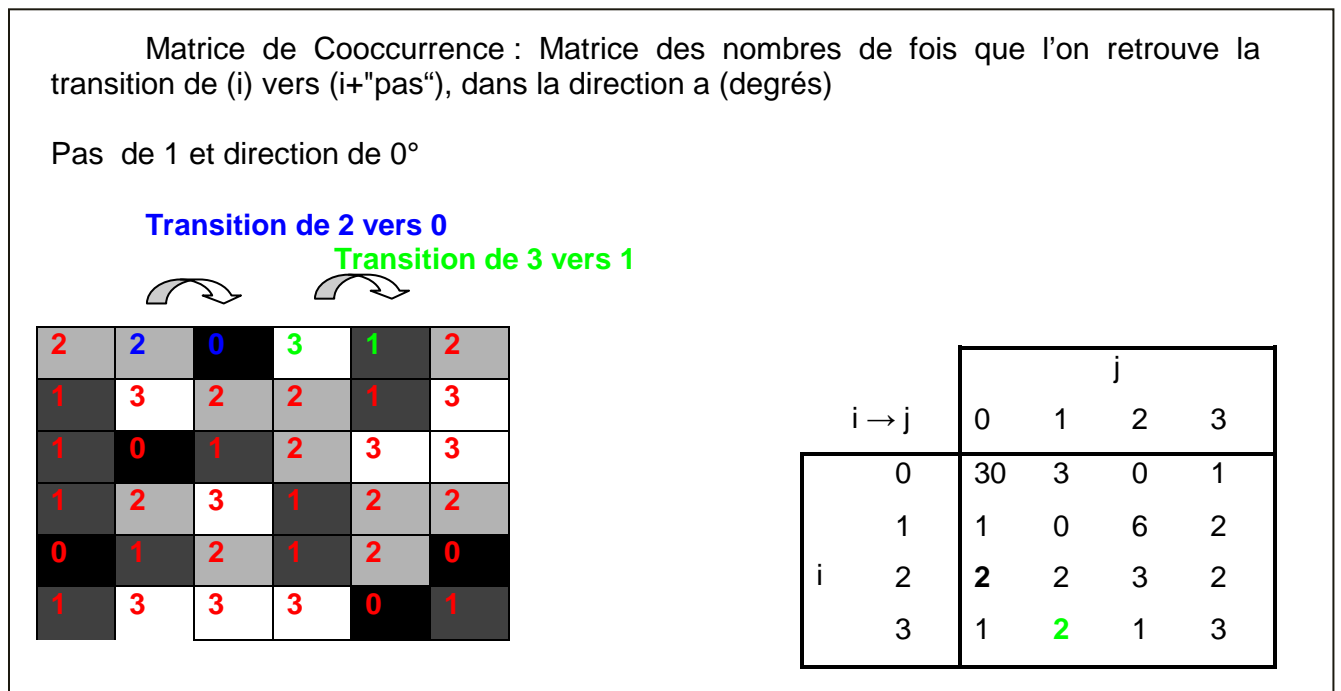 Matrice de Cooccurrence : Matrice des nombres de fois que l’on retrouve la
transition de (i) vers (i+"pas“), dans la direction a (degrés)
Pas de 1 et direction de 0°
Transition de 2 vers 0
Transition de 3 vers 1
2 2 0 3 1 2
1 3 2 2 1 3
1 0 1 2 3 3
1 2 3 1 2 2
0 1 2 1 2 0
1 3 3 3 0 1
j
i → j 0 1 2 3
0 30 3 0 1
1 1 0 6 2
i 2 2 2 3 2
3 1 2 1 3